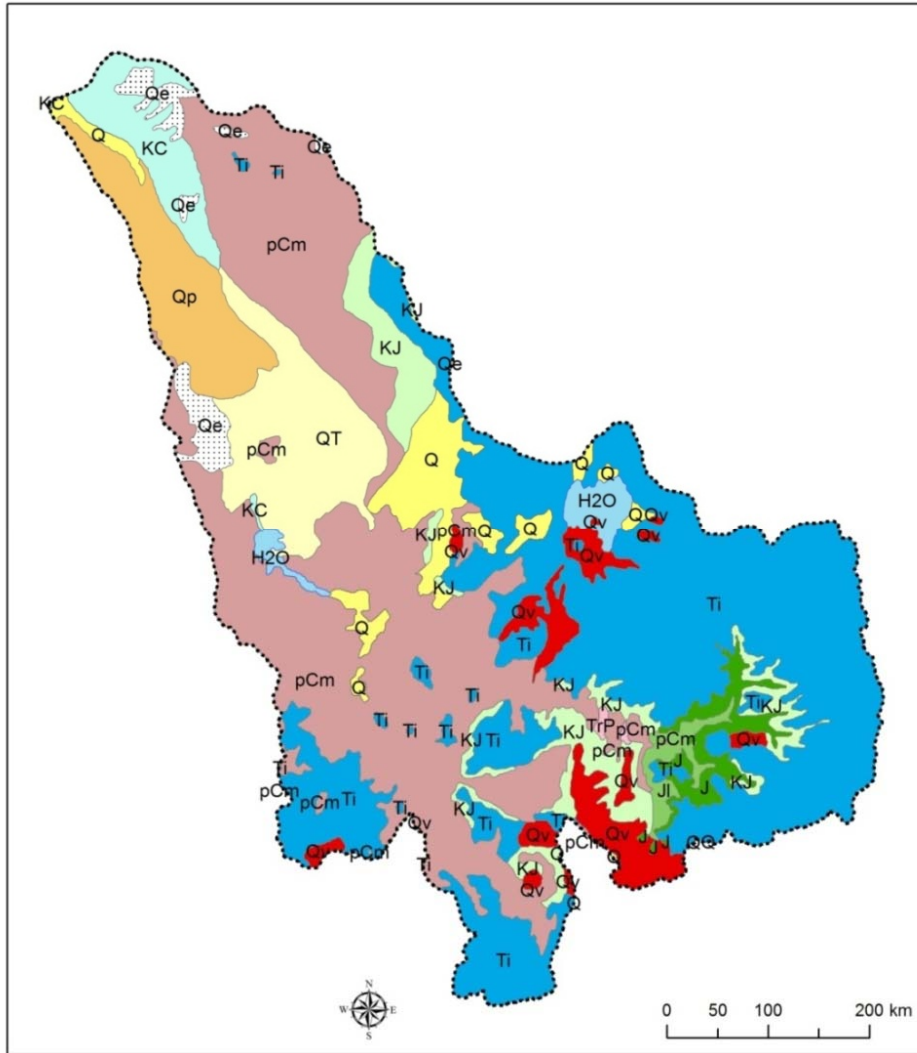 KC
Qe
Q
Qe
KC
Qe
Ti
Ti
Qe
pCm
Qp
KJ
KJ
Qe
Qe
QT
pCm
Q
Q
Q
H2O
KC
Qv
Q
Qv
KJ
pCm
Q
Q
Qv
Ti
Qv
Qv
H2O
KJ
Qv
Ti
Q
Ti
pCm
Q
Ti
Ti
KJ
KJ
Ti
KJ
Ti
Ti
Ti
KJ
Ti
KJ
TrP
pCm
pCm
Qv
pCm
Ti
J
Ti
pCm
Qv
Jl
J
KJ
pCm
Ti
Ti
KJ
Ti
Ti
Qv
Qv
pCm
Qv
J
J
J
Q
Q
Qv
pCm
Ti
Q
KJ
Q
Qv
Qv
Q
Ti
N
W
E
S
0
50
100
200 km